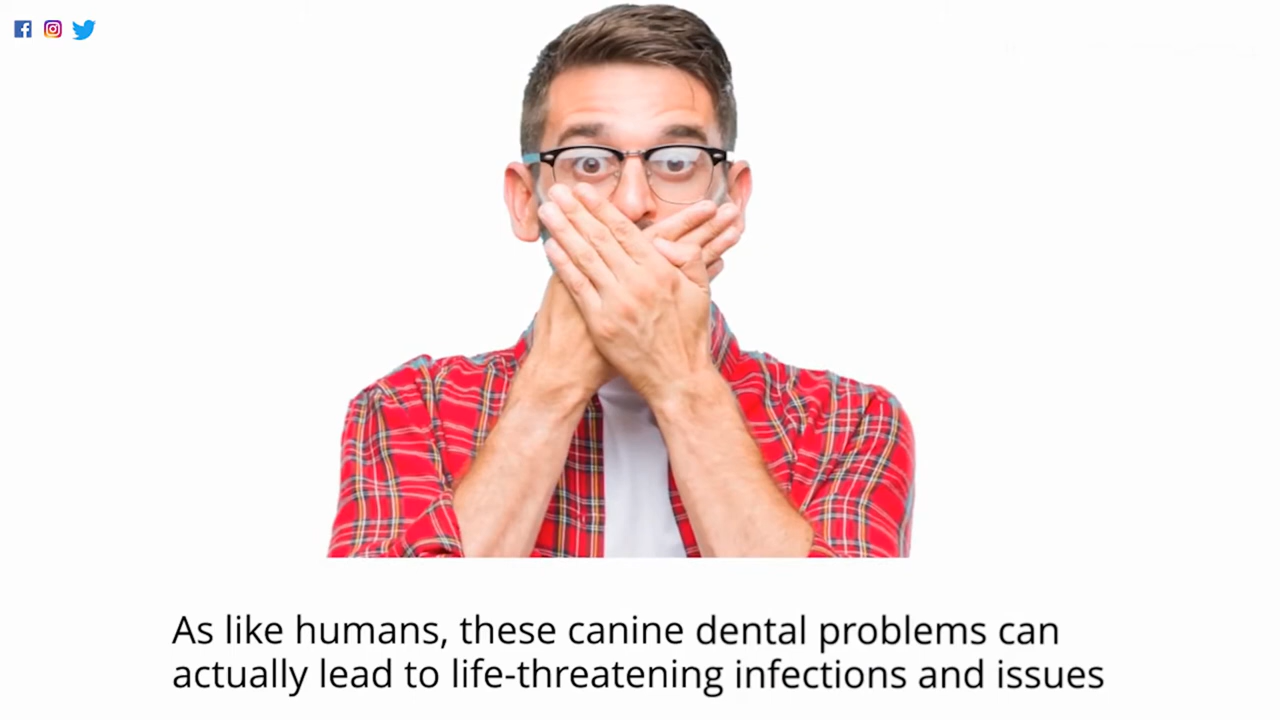 As like humans, these canine dental problems can
actually lead to life-threatening infections and issues